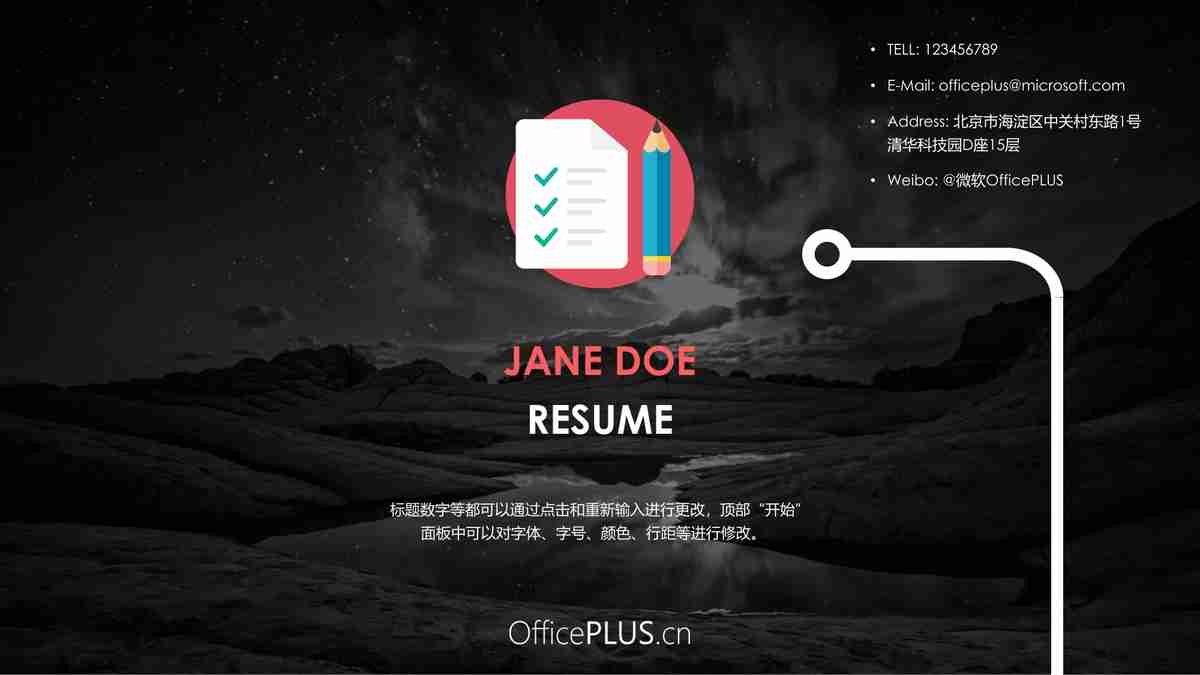 • TELL: 123456789
• E-Mail: officeplus@microsoft.com
• Address: 北京市海淀区中关村东路1号
清华科技园D座15层
• Weibo: @微软OfficePLUS
JANE DOE
RESUME
标题数字等都可以通过点击和重新输入进行更改，顶部“开始”
面板中可以对字体、字号、颜色、行距等进行修改。
OfficePLUS.cn